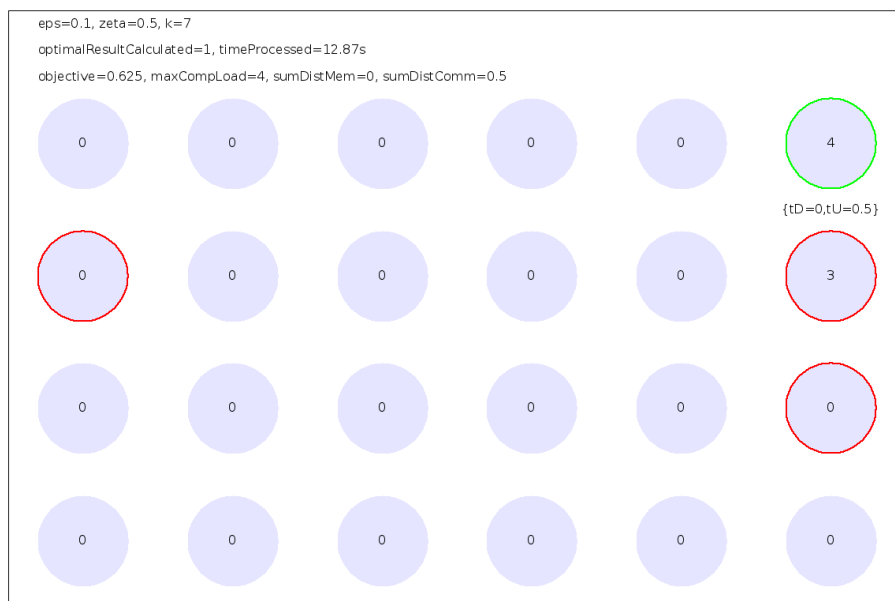 eps=0.1, zeta=0.5, k=7
optimalResultCalculated=1, timeProcessed=12.87s
objective=0.625, maxCompLoad=4, sumDistMem=0, sumDistComm=0.5
0 0 0 0 0 4
{tD=0,tU=0.5}
0 0 0 0 0 3
0 0 0 0 0 0
0 0 0 0 0 0